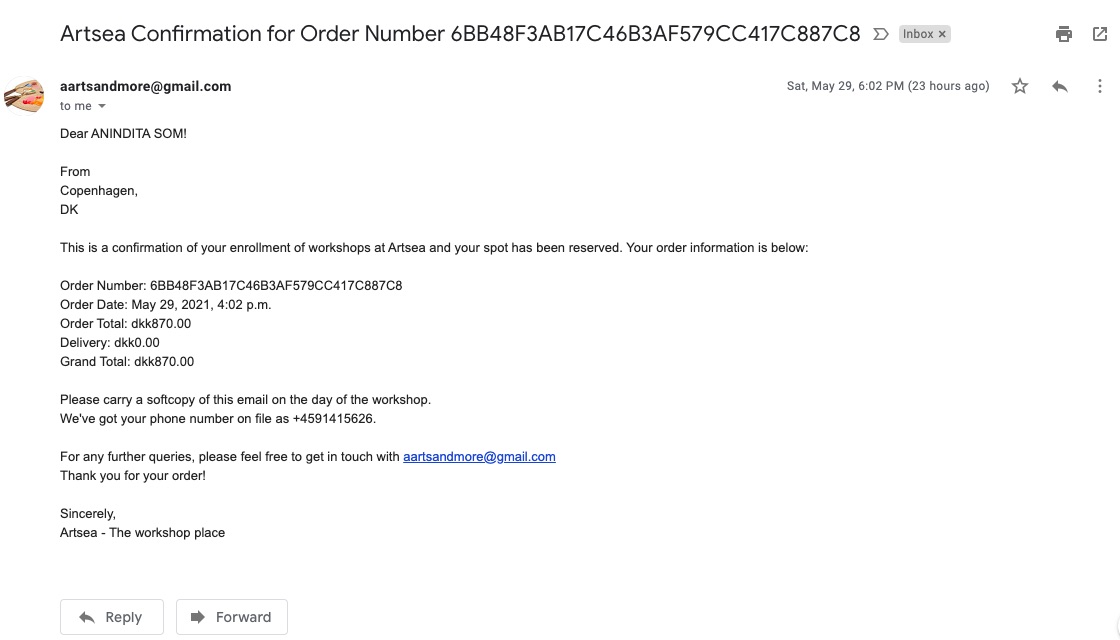 Artsea Confirmation for Order Number 6BB48F3AB17C46B3AF579CC417C887C8
Inbox ×
aartsandmore@gmail.com
Sat, May 29, 6:02 PM (23 hours ago)
to me
Dear ANINDITA SOM!
From
Copenhagen,
DK
This is a confirmation of your enrollment of workshops at Artsea and your spot has been reserved. Your order information is below:
Order Number: 6BB48F3AB17C46B3AF579CC417C887C8
Order Date: May 29, 2021, 4:02 p.m.
Order Total: dkk870.00
Delivery: dkk0.00
Grand Total: dkk870.00
Please carry a softcopy of this email on the day of the workshop.
We've got your phone number on file as +4591415626.
For any further queries, please feel free to get in touch with aartsandmore@gmail.com
Thank you for your order!
Sincerely,
Artsea - The workshop place
Reply
Forward